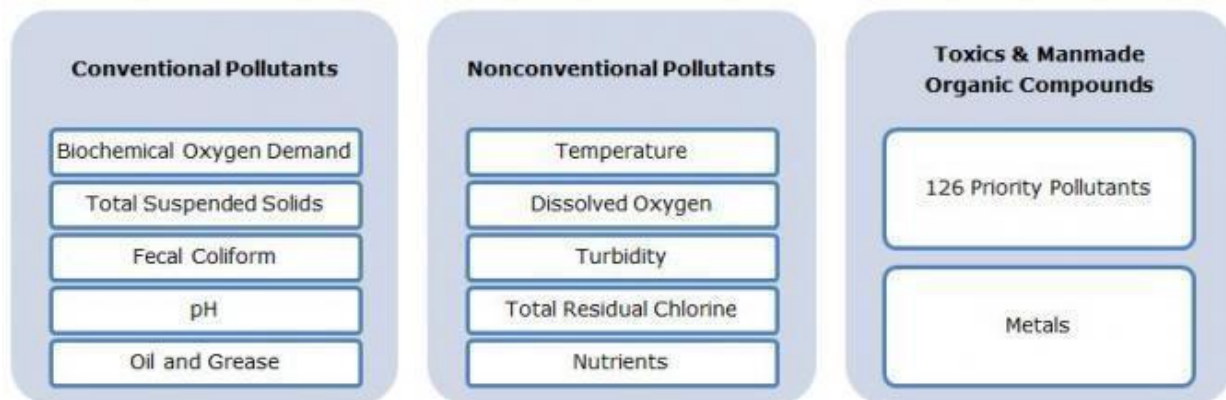 Conventional Pollutants
Biochemical Oxygen Demand
Total Suspended Solids
Fecal Coliform
pH
Oil and Grease
Nonconventional Pollutants
Temperature
Dissolved Oxygen
Turbidity
Total Residual Chlorine
Nutrients
Toxics & Manmade
Organic Compounds
126 Priority Pollutants
Metals